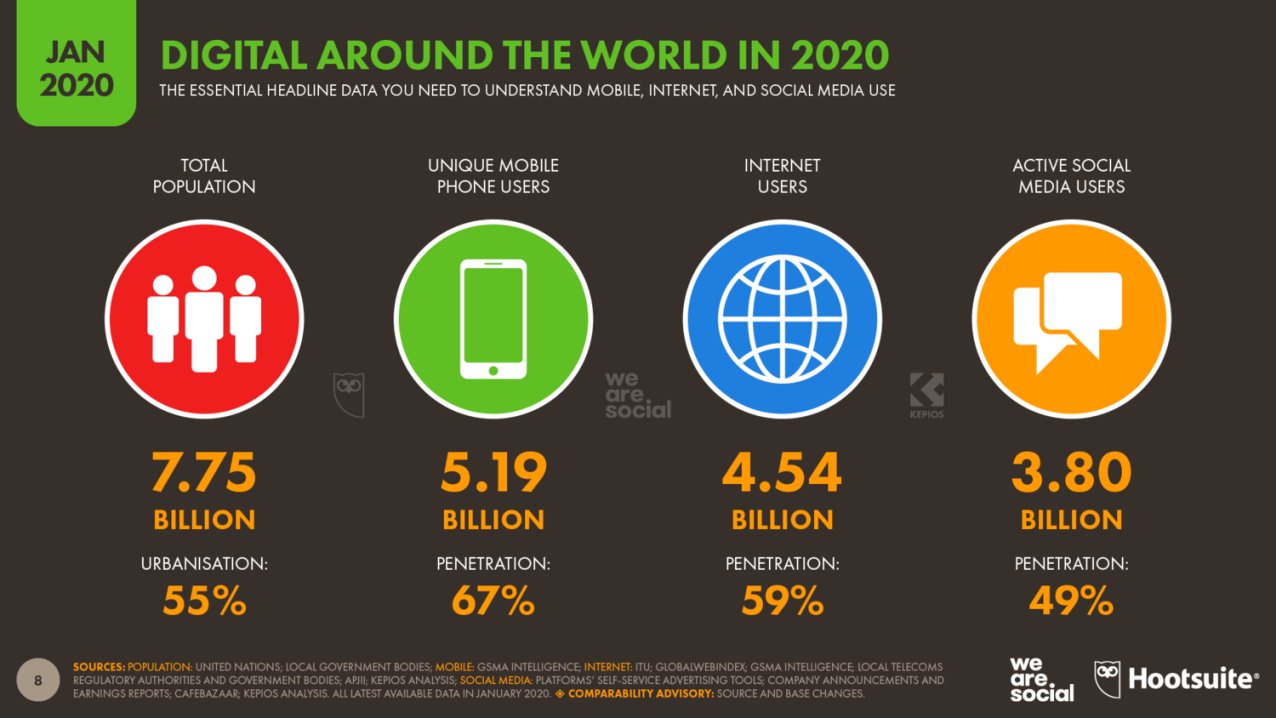 JAN
2020
DIGITAL AROUND THE WORLD IN 2020
THE ESSENTIAL HEADLINE DATA YOU NEED TO UNDERSTAND MOBILE, INTERNET, AND SOCIAL MEDIA USE
TOTAL
POPULATION
UNIQUE MOBILE
PHONE USERS
INTERNET
USERS
ACTIVE SOCIAL
MEDIA USERS
we
are
social
KEPIOS
7.75
BILLION
URBANISATION:
55%
5.19
BILLION
PENETRATION:
67%
4.54
BILLION
PENETRATION:
59%
3.80
BILLION
PENETRATION:
49%
8
SOURCES: POPULATION: UNITED NATIONS; LOCAL GOVERNMENT BODIES; MOBILE: GSMA INTELLIGENCE; INTERNET: ITU; GLOBALWEBINDEX; GSMA INTELLIGENCE; LOCAL TELECOMS
REGULATORY AUTHORITIES AND GOVERNMENT BODIES; APJII; KEPIOS ANALYSIS; SOCIAL MEDIA: PLATFORMS' SELF-SERVICE ADVERTISING TOOLS; COMPANY ANNOUNCEMENTS AND
EARNINGS REPORTS; CAFEBAZAAR; KEPIOS ANALYSIS. ALL LATEST AVAILABLE DATA IN JANUARY 2020. ◈ COMPARABILITY ADVISORY: SOURCE AND BASE CHANGES.
we
are
social
Hootsuite®